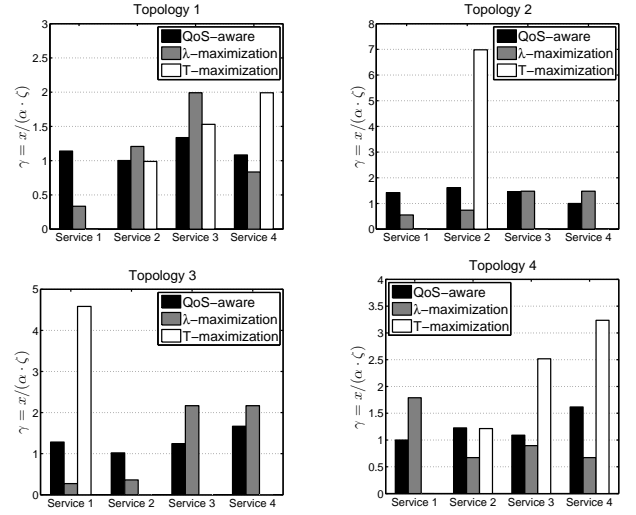 Topology 1
3
2.5
2
1.5
1
0.5
0
γ = x/(α · ζ)
QoS−aware
λ−maximization
T−maximization
Service 1 Service 2 Service 3 Service 4
Topology 2
8
7
6
5
4
3
2
1
0
γ = x/(α · ζ)
QoS−aware
λ−maximization
T−maximization
Service 1 Service 2 Service 3 Service 4
Topology 3
5
4
3
2
1
0
γ = x/(α · ζ)
QoS−aware
λ−maximization
T−maximization
Service 1 Service 2 Service 3 Service 4
Topology 4
4
3.5
3
2.5
2
1.5
1
0.5
0
γ = x/(α · ζ)
QoS−aware
λ−maximization
T−maximization
Service 1 Service 2 Service 3 Service 4